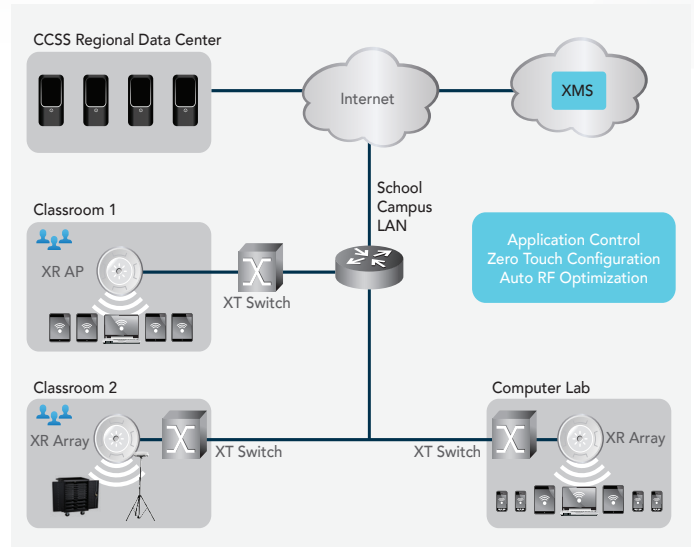 CCSS Regional Data Center
Internet
XMS
School
Campus
LAN
Classroom 1
XR AP
XT Switch
Application Control
Zero Touch Configuration
Auto RF Optimization
Classroom 2
XR Array
XT Switch
Computer Lab
XT Switch
XR Array